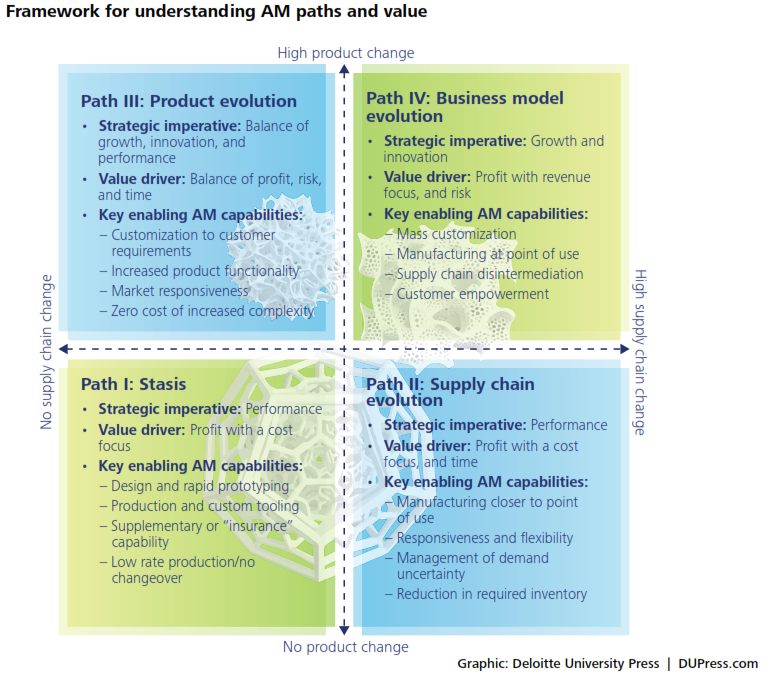 Framework for understanding AM paths and value
High product change
Path III: Product evolution
• Strategic imperative: Balance of
growth, innovation, and
performance
• Value driver: Balance of profit, risk,
and time
• Key enabling AM capabilities:
– Customization to customer
requirements
– Increased product functionality
– Market responsiveness
– Zero cost of increased complexity
Path IV: Business model
evolution
• Strategic imperative: Growth and
innovation
• Value driver: Profit with revenue
focus, and risk
• Key enabling AM capabilities:
– Mass customization
– Manufacturing at point of use
– Supply chain disintermediation
– Customer empowerment
No supply chain change
High supply chain change
Path I: Stasis
• Strategic imperative: Performance
• Value driver: Profit with a cost
focus
• Key enabling AM capabilities:
– Design and rapid prototyping
– Production and custom tooling
– Supplementary or “insurance”
capability
– Low rate production/no
changeover
Path II: Supply chain
evolution
• Strategic imperative: Performance
• Value driver: Profit with a cost
focus, and time
• Key enabling AM capabilities:
– Manufacturing closer to point
of use
– Responsiveness and flexibility
– Management of demand
uncertainty
– Reduction in required inventory
No product change
Graphic: Deloitte University Press | DUPress.com